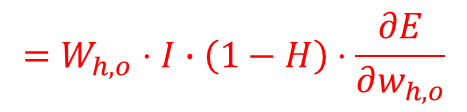 = W_{h,o} · I · (1 − H) · ∂E/∂w_{h,o}